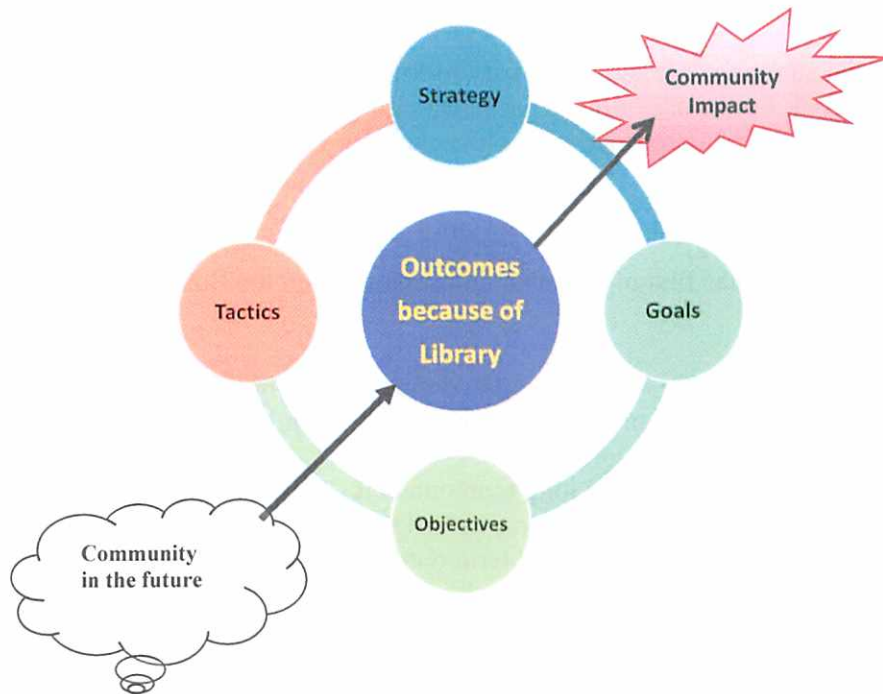 Strategy
Community
Impact
Tactics
Outcomes
because of
Library
Goals
Objectives
Community
in the future